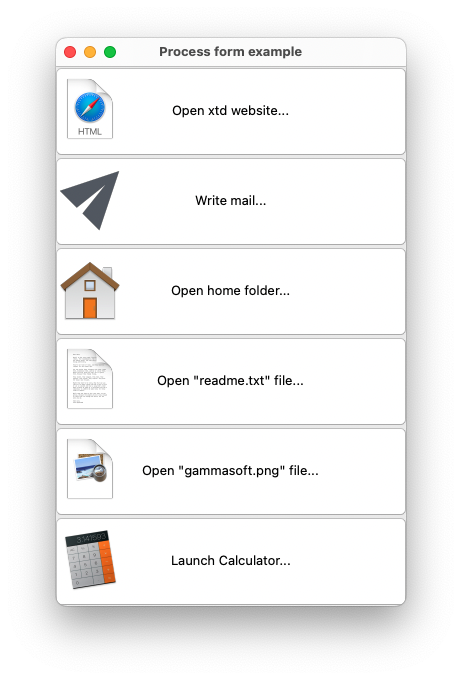 Process form example
HTML
Open xtd website...
Write mail...
Open home folder...
Open "readme.txt" file...
Open "gammasoft.png" file...
Launch Calculator...